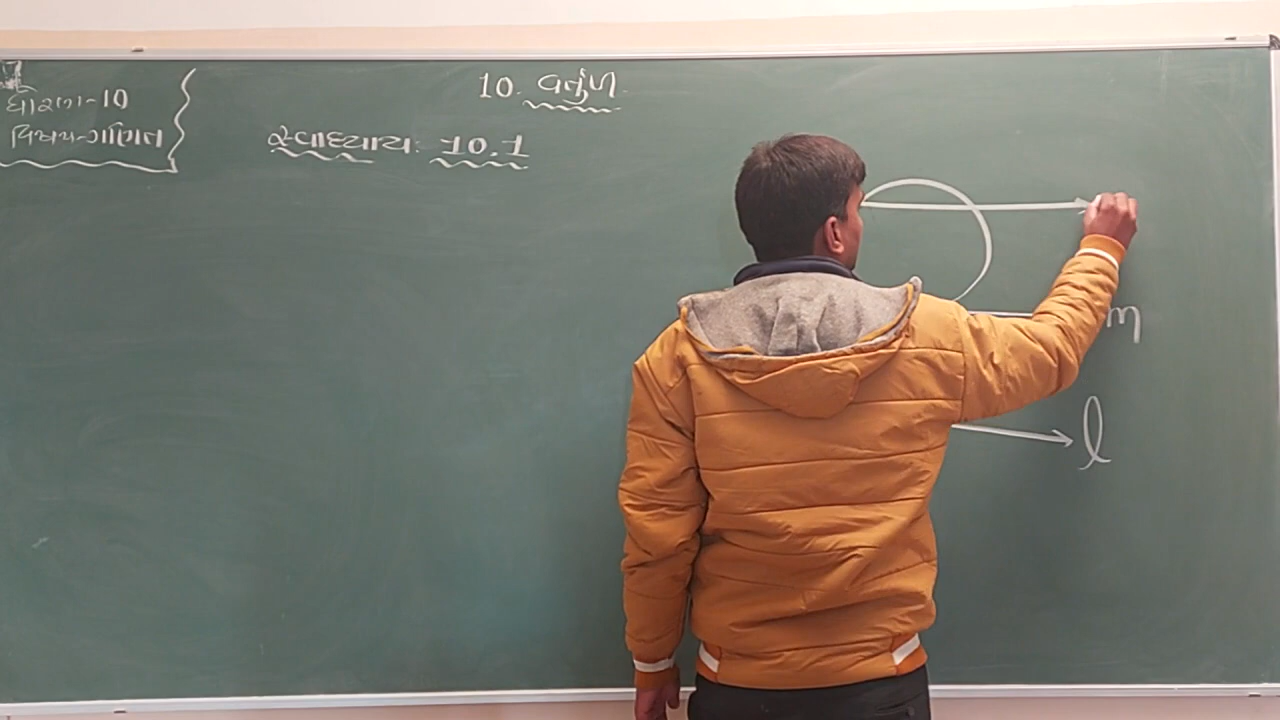 ધોરણ-10
વિષય-ગણિત
10. વર્તુળ
સ્વાધ્યાય: 10.1
m
l